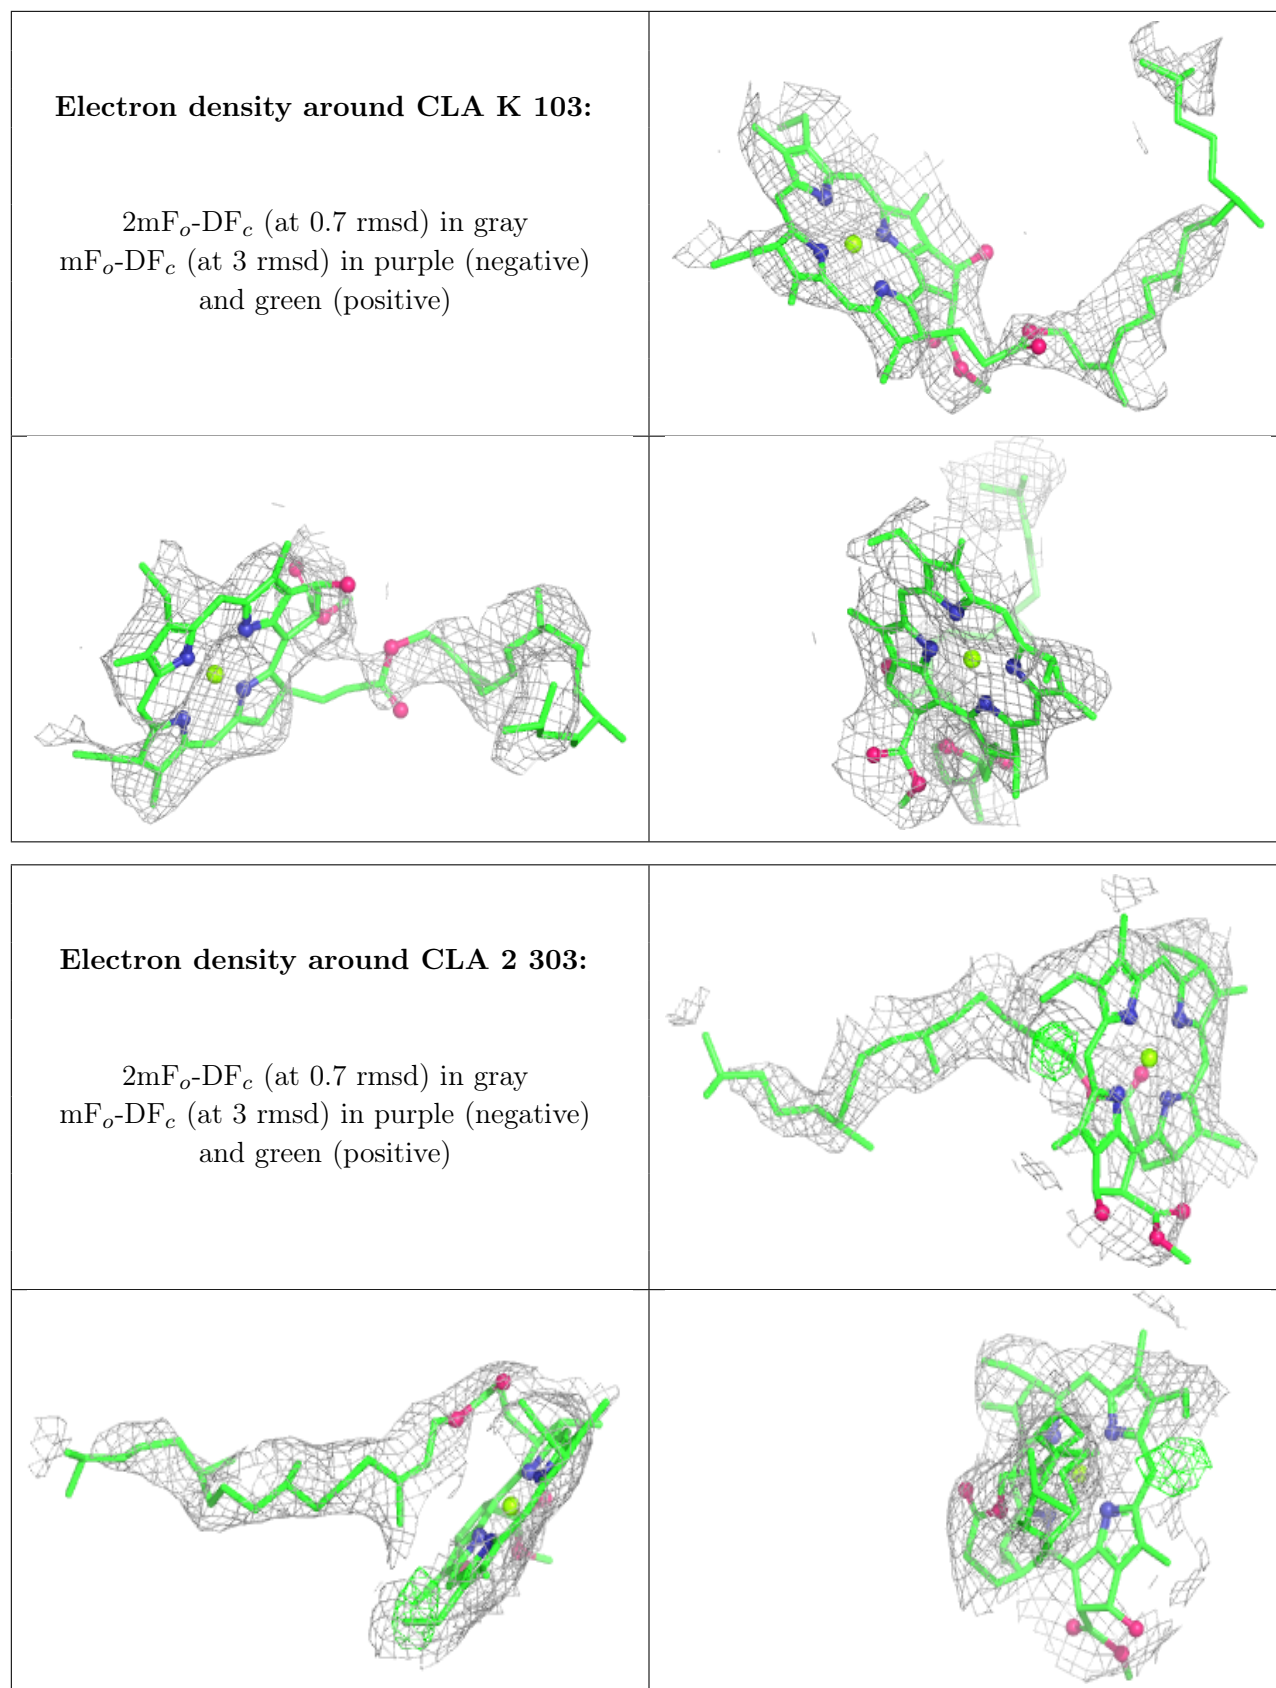 Electron density around CLA K 103:
2mFₒ-DF𝒸 (at 0.7 rmsd) in gray
mFₒ-DF𝒸 (at 3 rmsd) in purple (negative)
and green (positive)
Electron density around CLA 2 303:
2mFₒ-DF𝒸 (at 0.7 rmsd) in gray
mFₒ-DF𝒸 (at 3 rmsd) in purple (negative)
and green (positive)